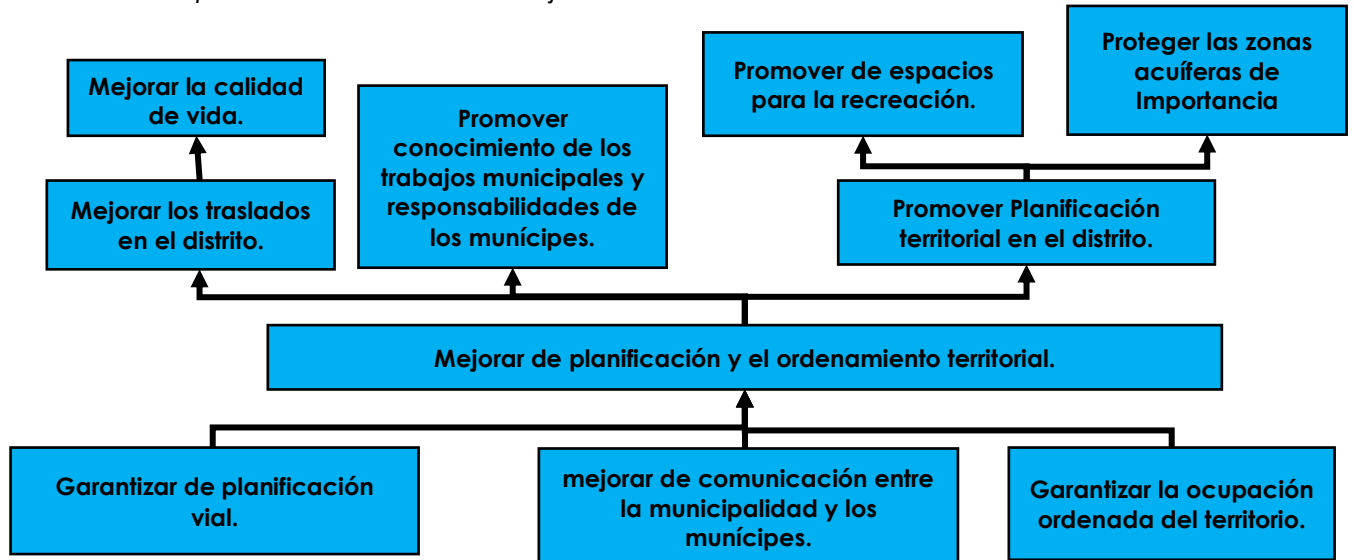 Mejorar la calidad
de vida.
Promover
conocimiento de los
trabajos municipales y
responsabilidades de
los munícipes.
Promover de espacios
para la recreación.
Proteger las zonas
acuíferas de
Importancia
Mejorar los traslados
en el distrito.
Promover Planificación
territorial en el distrito.
Mejorar de planificación y el ordenamiento territorial.
Garantizar de planificación
vial.
mejorar de comunicación entre
la municipalidad y los
munícipes.
Garantizar la ocupación
ordenada del territorio.